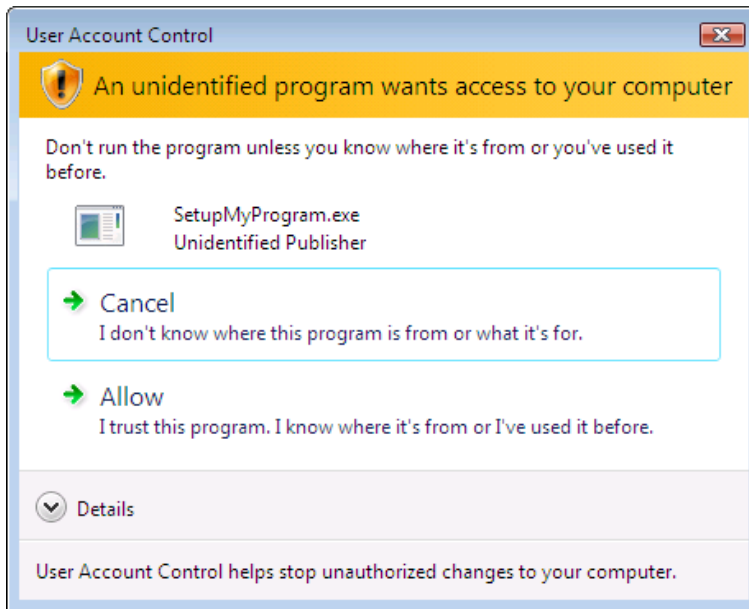 User Account Control
An unidentified program wants access to your computer
Don't run the program unless you know where it's from or you've used it
before.
SetupMyProgram.exe
Unidentified Publisher
Cancel
I don't know where this program is from or what it's for.
Allow
I trust this program. I know where it's from or I've used it before.
Details
User Account Control helps stop unauthorized changes to your computer.